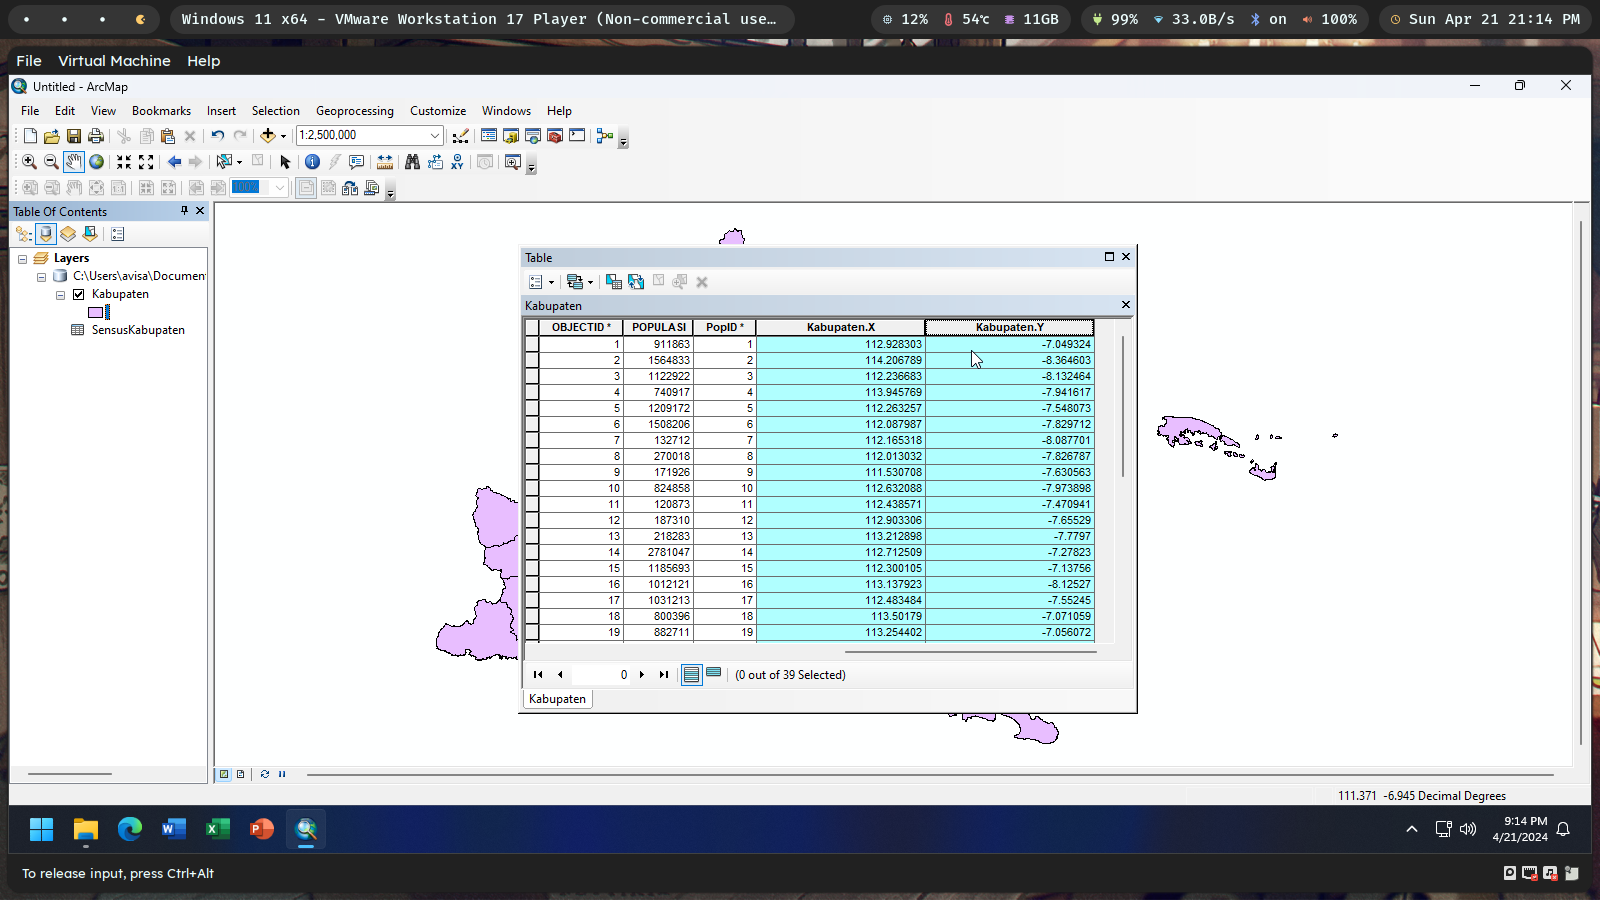 Windows 11 x64 - VMware Workstation 17 Player (Non-commercial use…
12% 54℃ 11GB
99% 33.0B/s on 100%
Sun Apr 21 21:14 PM
File Virtual Machine Help
Untitled - ArcMap
File Edit View Bookmarks Insert Selection Geoprocessing Customize Windows Help
1:2,500,000
100%
Table Of Contents
Layers
C:\Users\avisa\Documen
Kabupaten
SensusKabupaten
Table
Kabupaten
OBJECTID * POPULASI PopID * Kabupaten.X Kabupaten.Y
1 911863 1 112.928303 -7.049324
2 1564833 2 114.206789 -8.364603
3 1122922 3 112.236683 -8.132464
4 740917 4 113.945769 -7.941617
5 1209172 5 112.263257 -7.548073
6 1508206 6 112.087987 -7.829712
7 132712 7 112.165318 -8.087701
8 270018 8 112.013032 -7.826787
9 171926 9 111.530708 -7.630563
10 824858 10 112.632088 -7.973898
11 120873 11 112.438571 -7.470941
12 187310 12 112.903306 -7.65529
13 218283 13 113.212898 -7.7797
14 2781047 14 112.712509 -7.27823
15 1185693 15 112.300105 -7.13756
16 1012121 16 113.137923 -8.12527
17 1031213 17 112.483484 -7.55245
18 800396 18 113.50179 -7.071059
19 882711 19 113.254402 -7.056072
0 (0 out of 39 Selected)
Kabupaten
111.371 -6.945 Decimal Degrees
9:14 PM
4/21/2024
To release input, press Ctrl+Alt